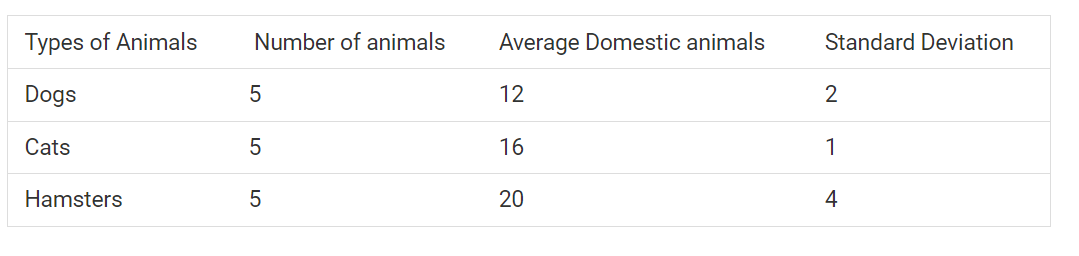 Types of Animals Number of animals Average Domestic animals Standard Deviation
Dogs 5 12 2
Cats 5 16 1
Hamsters 5 20 4